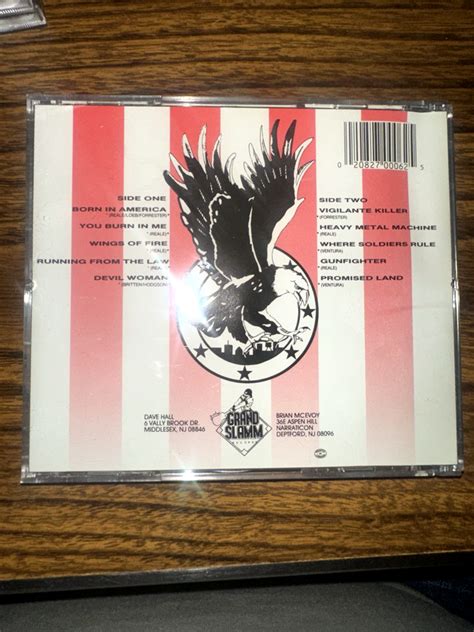 0 20827 00062 5
SIDE ONE
BORN IN AMERICA
YOU BURN IN ME
*(REALE)
WINGS OF FIRE
RUNNING FROM THE LAW
DEVIL WOMAN
*(BRITTEN/HODGSON)
SIDE TWO
VIGILANTE KILLER
*(FORRESTER)
HEAVY METAL MACHINE
*(REALE)
WHERE SOLDIERS RULE
*(VENTURA)
GUNFIGHTER
(REALE)
PROMISED LAND
*(VENTURA)
DAVE HALL
6 VALLY BROOK DR.
MIDDLESEX, NJ 08846
GRAND
SLAMM
RECORDS
BRIAN MCEVOY
36E ASPEN HILL
NARRATICON
DEPTFORD, NJ 08096